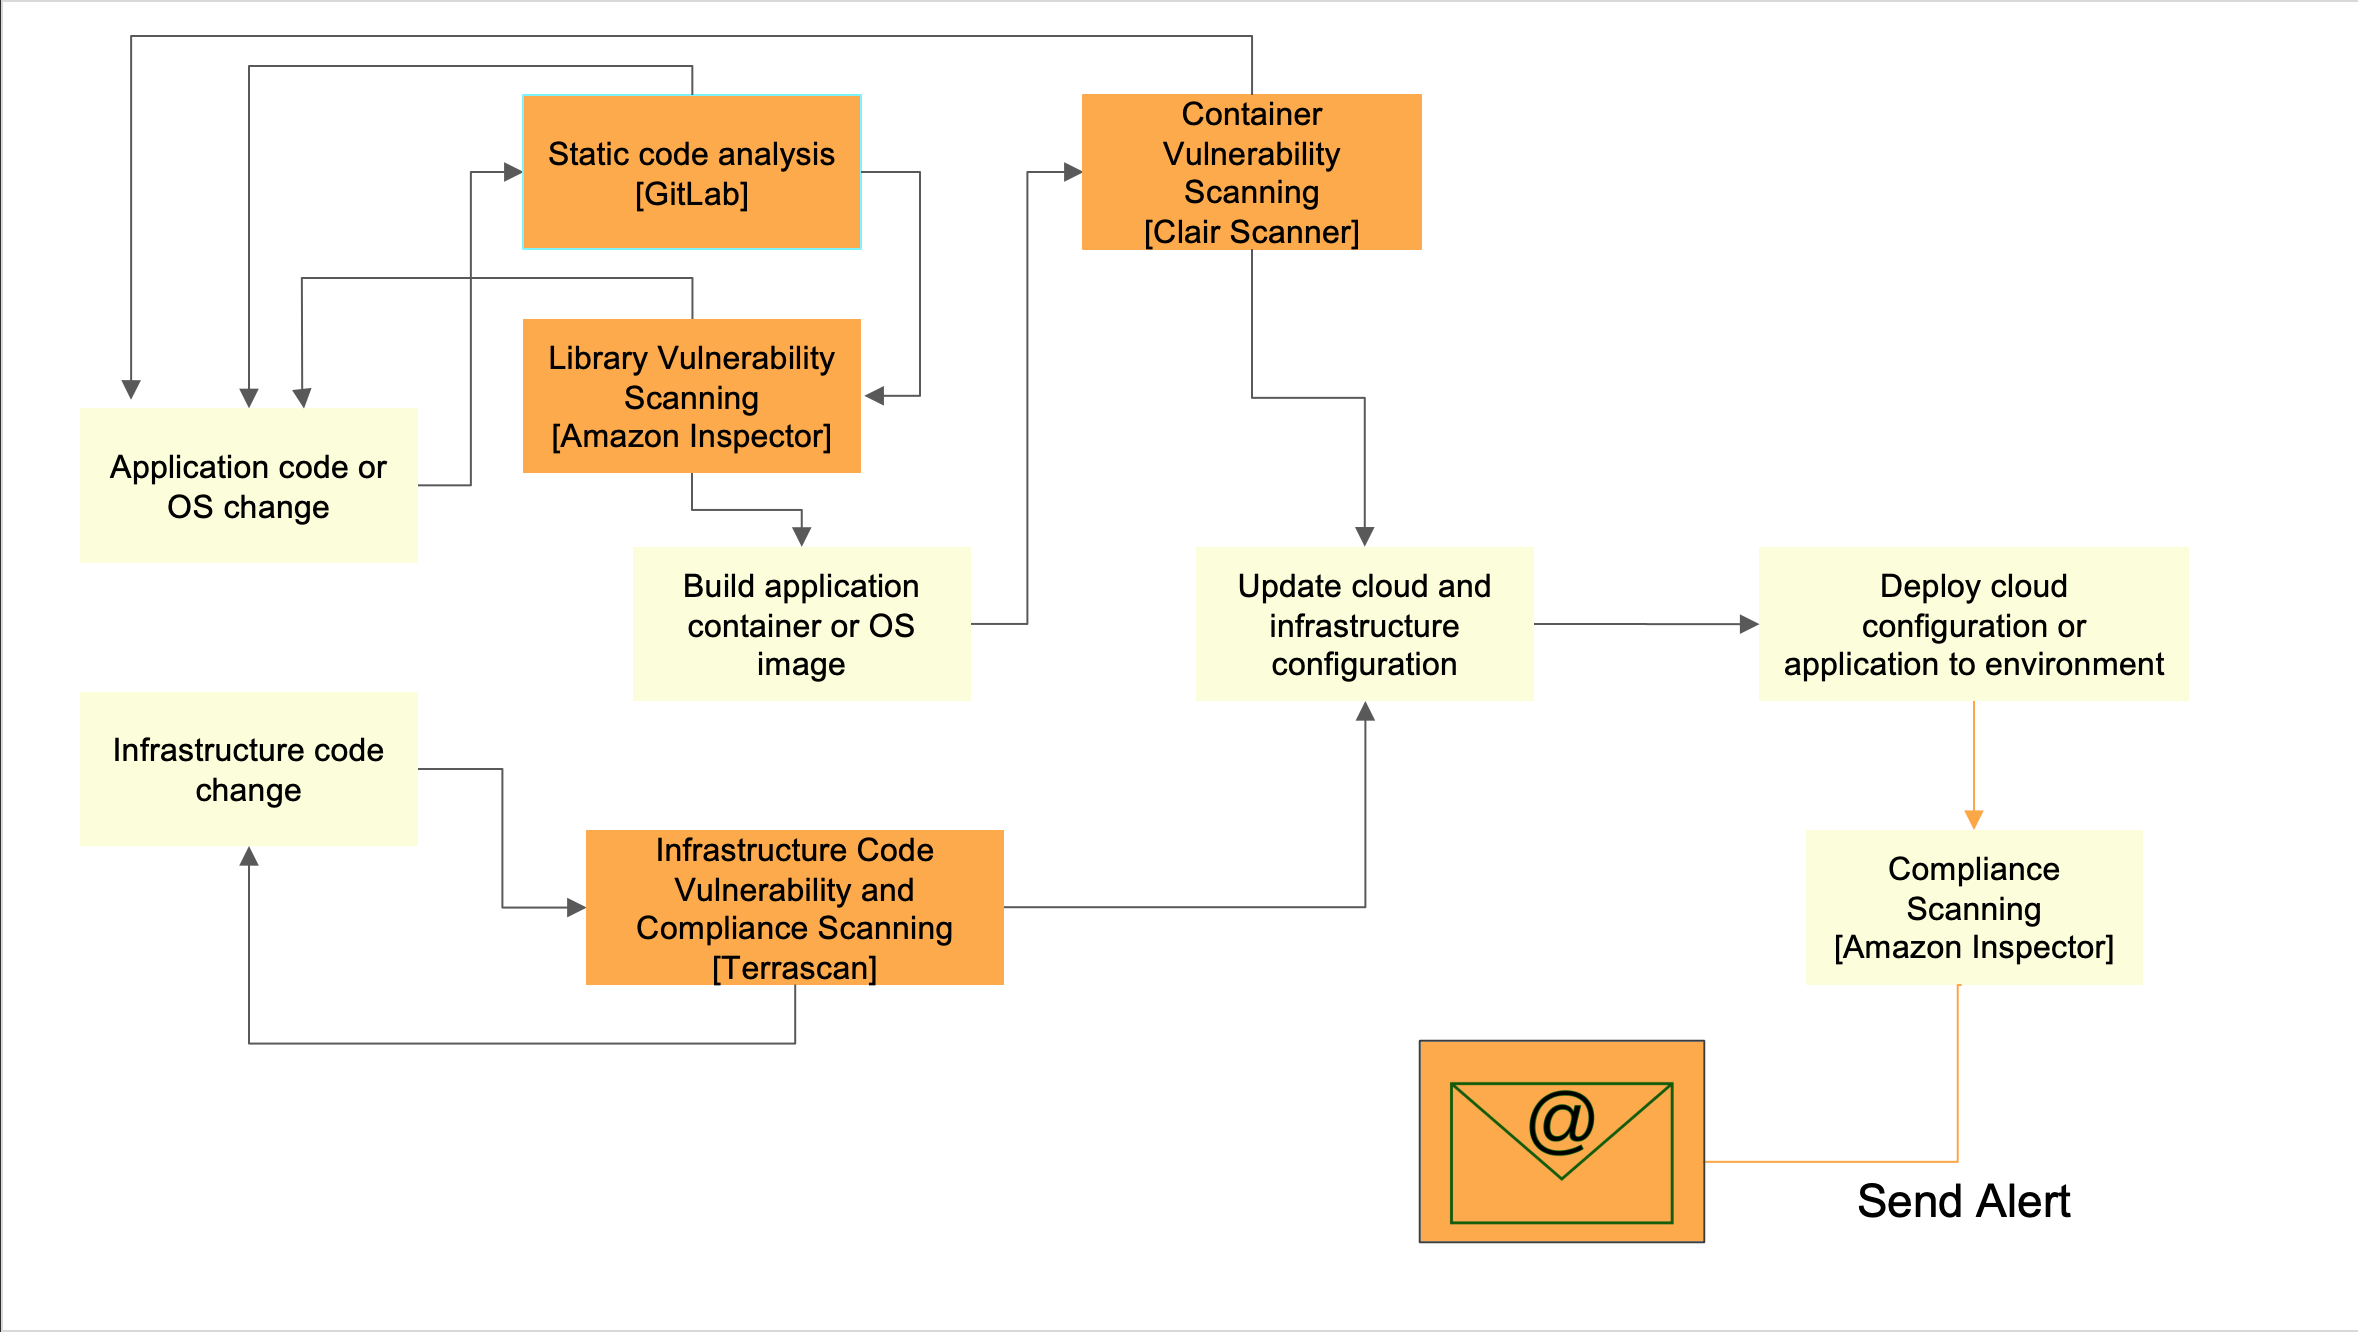 Static code analysis
[GitLab]
Container
Vulnerability
Scanning
[Clair Scanner]
Library Vulnerability
Scanning
[Amazon Inspector]
Application code or
OS change
Build application
container or OS
image
Update cloud and
infrastructure
configuration
Deploy cloud
configuration or
application to environment
Infrastructure code
change
Infrastructure Code
Vulnerability and
Compliance Scanning
[Terrascan]
Compliance
Scanning
[Amazon Inspector]
@
Send Alert